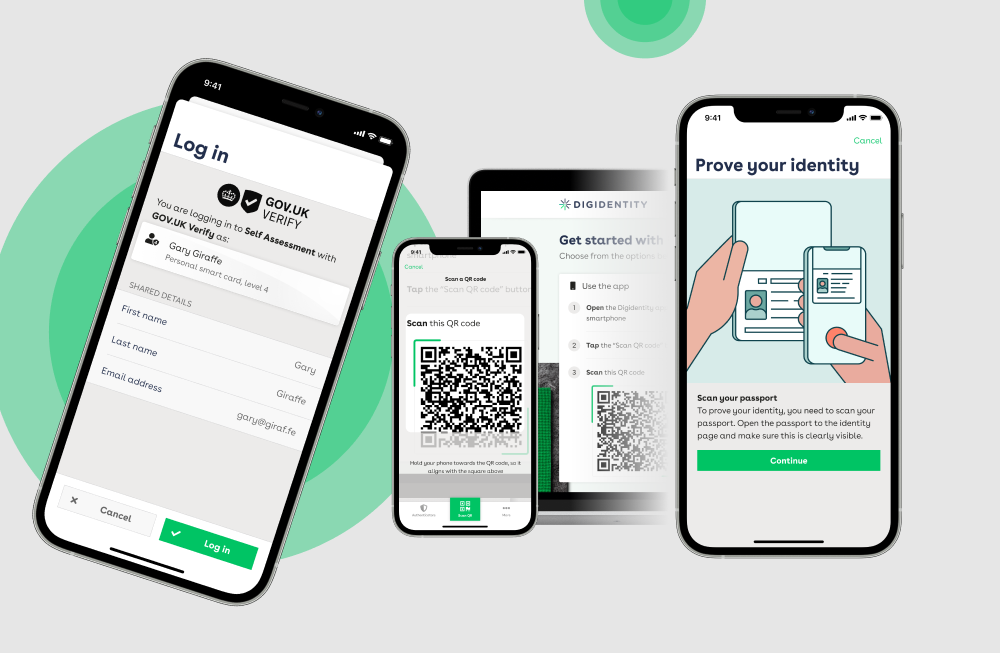 9:41
Log in
GOV.UK
VERIFY
You are logging in to Self Assessment with
GOV.UK Verify as:
Gary Giraffe
Personal smart card, level 4
SHARED DETAILS
First name
Gary
Last name
Giraffe
Email address
gary@giraf.fe
Cancel
Log in
9:41
smartphone
Cancel
Scan a QR code
Tap the "Scan QR code" button
Scan this QR code
Hold your phone towards the QR code, so it
aligns with the square above
Scan QR
More
DIGIDENTITY
Get started with
Choose from the options
Use the app
1
Open the Digidentity
smartphone
2
Tap the "Scan QR code"
3
Scan this QR code
9:41
Cancel
Prove your identity
Scan your passport
To prove your identity, you need to scan your
passport. Open the passport to the identity
page and make sure this is clearly visible.
Continue